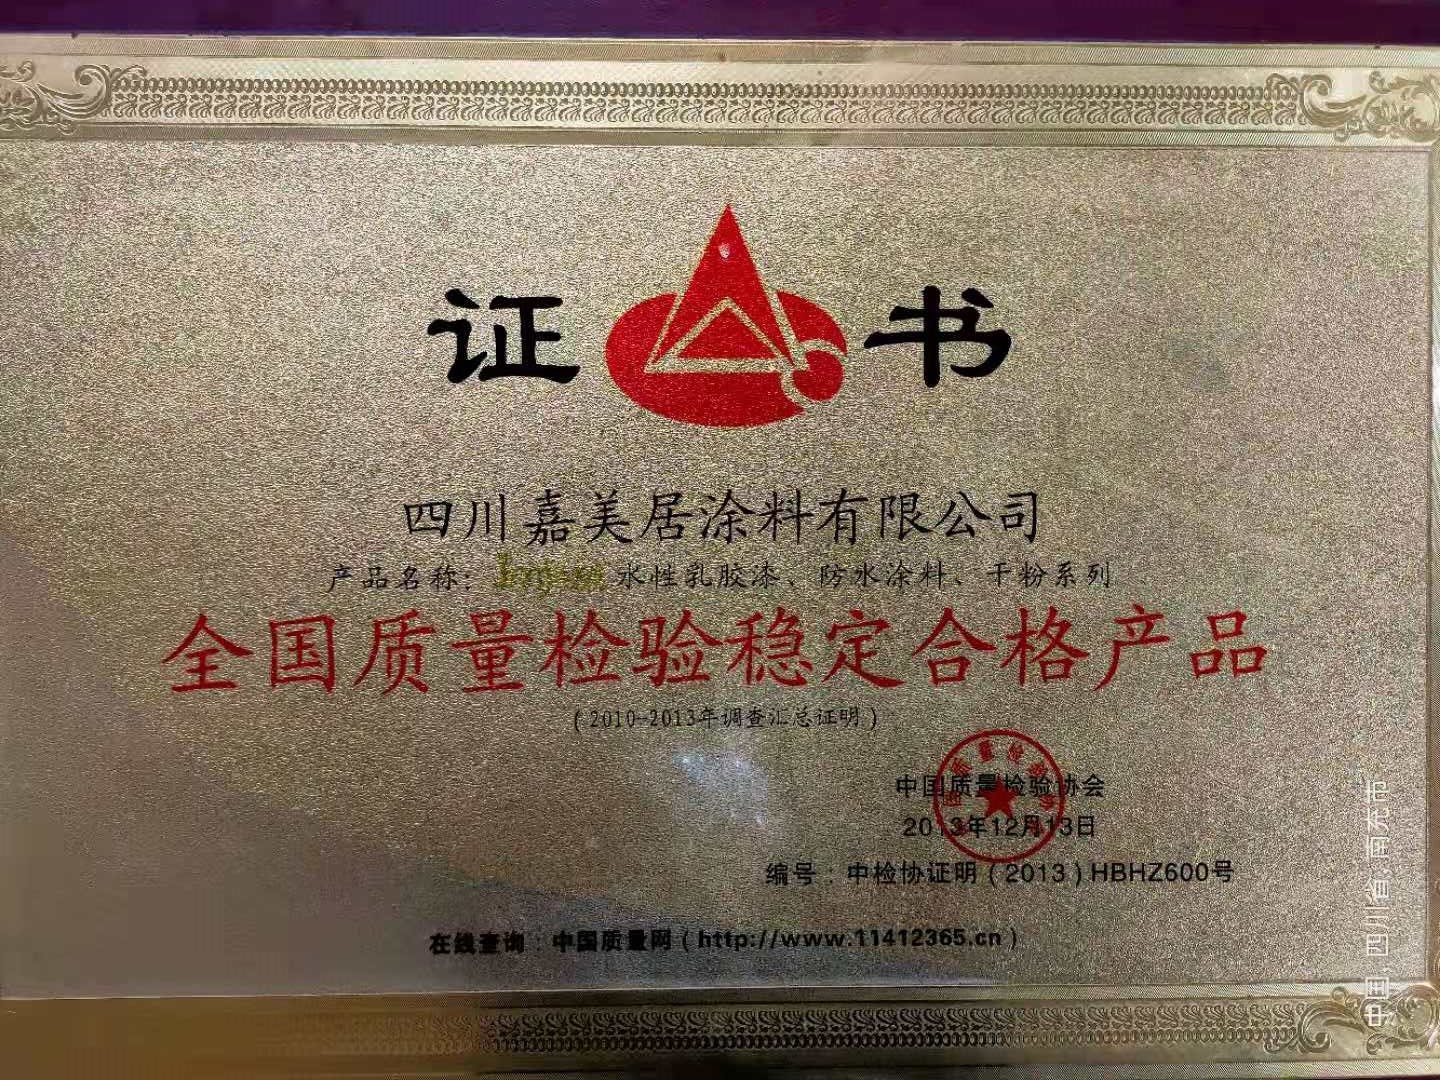 证书
四川嘉美居涂料有限公司
产品名称: 水性乳胶漆、防水涂料、干粉系列
全国质量检验稳定合格产品
(2010-2013年调查汇总证明)
中国质量检验协会
2013年12月13日
编号:中检协证明(2013)HBHZ600号
在线查询:中国质量网(http://www.11412365.cn)
中国 四川省.南充市